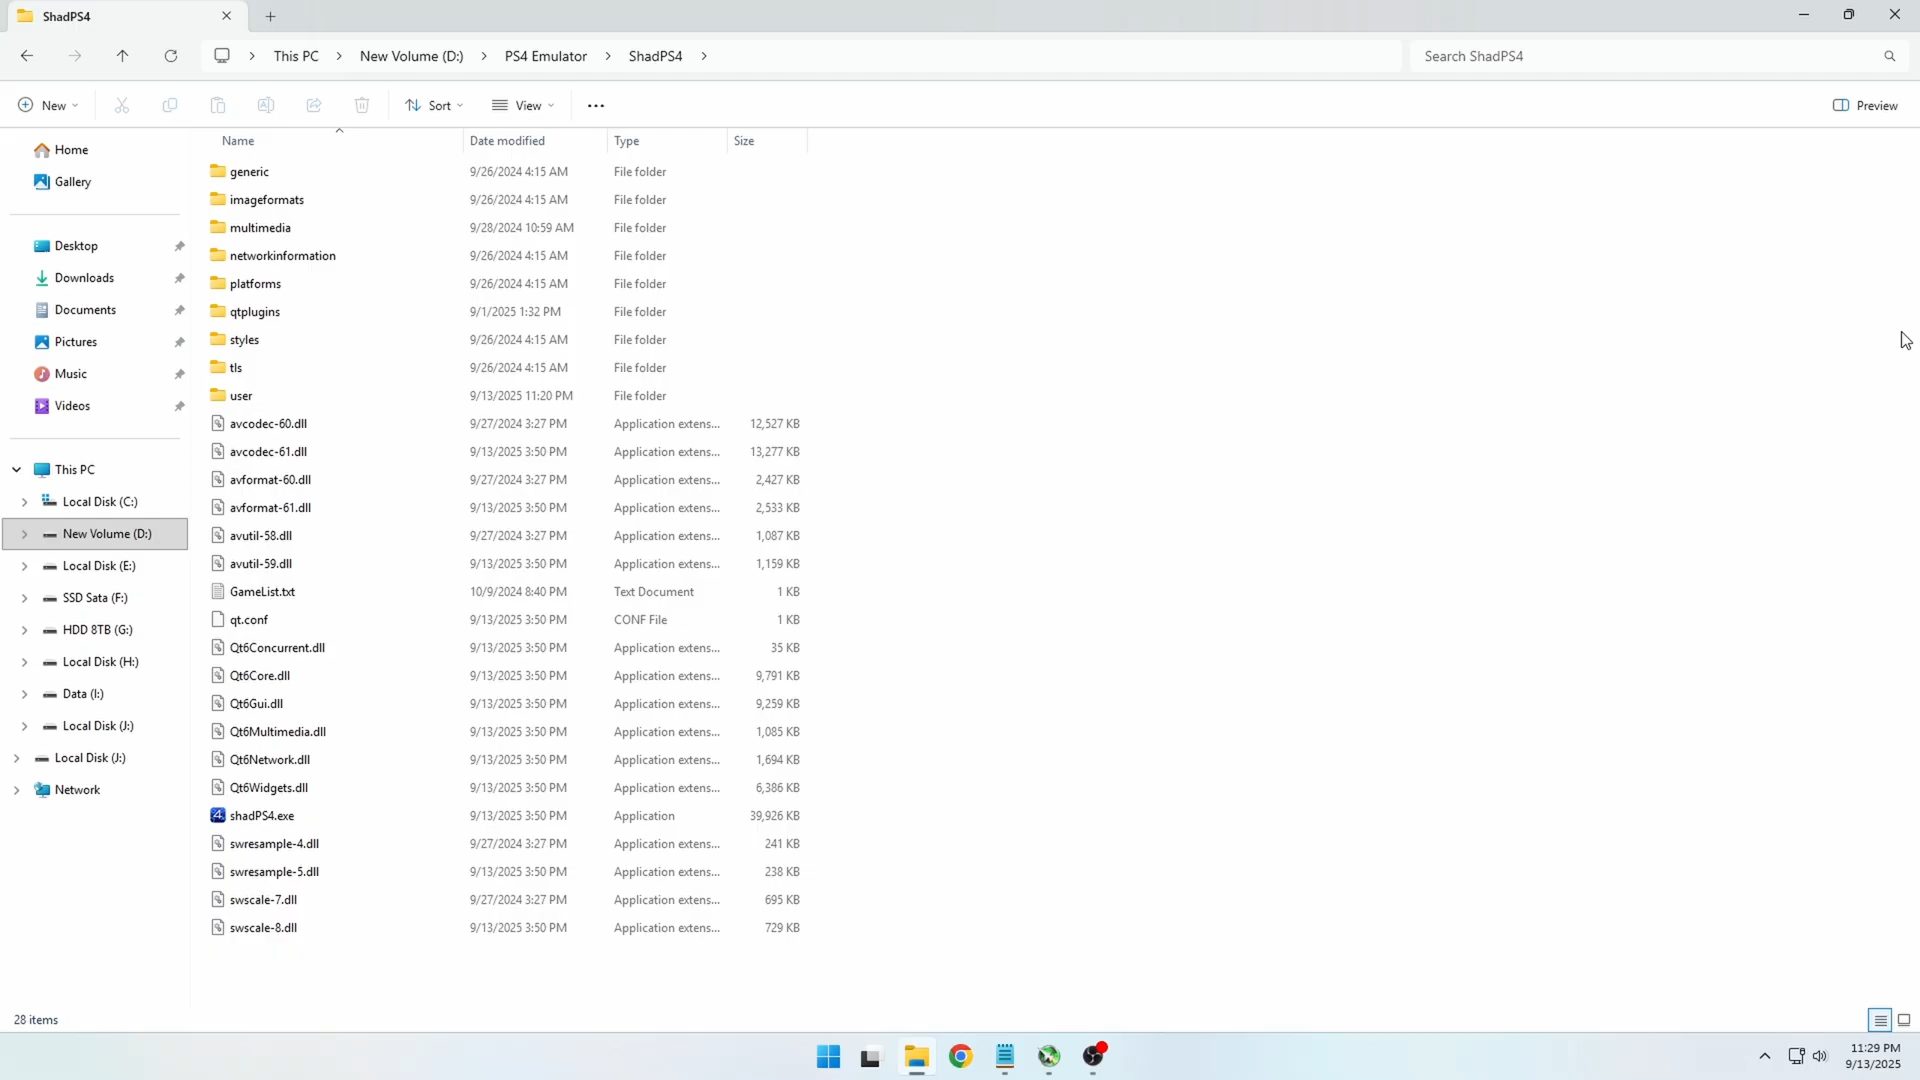 ShadPS4
This PC New Volume (D:) PS4 Emulator ShadPS4 Search ShadPS4
New Sort View Preview
Name Date modified Type Size
Home
Gallery
Desktop
Downloads
Documents
Pictures
Music
Videos
This PC
Local Disk (C:)
New Volume (D:)
Local Disk (E:)
SSD Sata (F:)
HDD 8TB (G:)
Local Disk (H:)
Data (I:)
Local Disk (J:)
Local Disk (J:)
Network
generic 9/26/2024 4:15 AM File folder
imageformats 9/26/2024 4:15 AM File folder
multimedia 9/28/2024 10:59 AM File folder
networkinformation 9/26/2024 4:15 AM File folder
platforms 9/26/2024 4:15 AM File folder
qtplugins 9/1/2025 1:32 PM File folder
styles 9/26/2024 4:15 AM File folder
tls 9/26/2024 4:15 AM File folder
user 9/13/2025 11:20 PM File folder
avcodec-60.dll 9/27/2024 3:27 PM Application extens... 12,527 KB
avcodec-61.dll 9/13/2025 3:50 PM Application extens... 13,277 KB
avformat-60.dll 9/27/2024 3:27 PM Application extens... 2,427 KB
avformat-61.dll 9/13/2025 3:50 PM Application extens... 2,533 KB
avutil-58.dll 9/27/2024 3:27 PM Application extens... 1,087 KB
avutil-59.dll 9/13/2025 3:50 PM Application extens... 1,159 KB
GameList.txt 10/9/2024 8:40 PM Text Document 1 KB
qt.conf 9/13/2025 3:50 PM CONF File 1 KB
Qt6Concurrent.dll 9/13/2025 3:50 PM Application extens... 35 KB
Qt6Core.dll 9/13/2025 3:50 PM Application extens... 9,791 KB
Qt6Gui.dll 9/13/2025 3:50 PM Application extens... 9,259 KB
Qt6Multimedia.dll 9/13/2025 3:50 PM Application extens... 1,085 KB
Qt6Network.dll 9/13/2025 3:50 PM Application extens... 1,694 KB
Qt6Widgets.dll 9/13/2025 3:50 PM Application extens... 6,386 KB
shadPS4.exe 9/13/2025 3:50 PM Application 39,926 KB
swresample-4.dll 9/27/2024 3:27 PM Application extens... 241 KB
swresample-5.dll 9/13/2025 3:50 PM Application extens... 238 KB
swscale-7.dll 9/27/2024 3:27 PM Application extens... 695 KB
swscale-8.dll 9/13/2025 3:50 PM Application extens... 729 KB
28 items
11:29 PM
9/13/2025